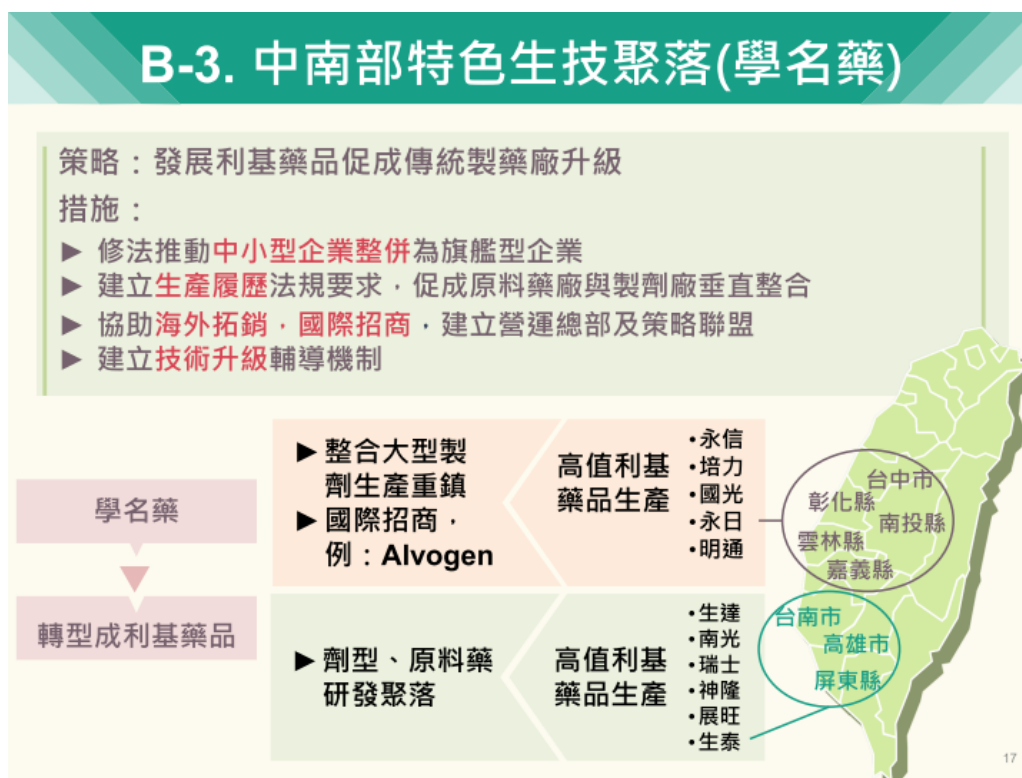 B-3. 中南部特色生技聚落(學名藥)
策略：發展利基藥品促成傳統製藥廠升級
措施：
► 修法推動中小型企業整併為旗艦型企業
► 建立生產履歷法規要求，促成原料藥廠與製劑廠垂直整合
► 協助海外拓銷，國際招商，建立營運總部及策略聯盟
► 建立技術升級輔導機制
學名藥
轉型成利基藥品
► 整合大型製
劑生產重鎮
► 國際招商，
例：Alvogen
高值利基
藥品生產
•永信
•培力
•國光
•永日
•明通
台中市
彰化縣
南投縣
雲林縣
嘉義縣
► 劑型、原料藥
研發聚落
高值利基
藥品生產
•生達
•南光
•瑞士
•神隆
•展旺
•生泰
台南市
高雄市
屏東縣
17